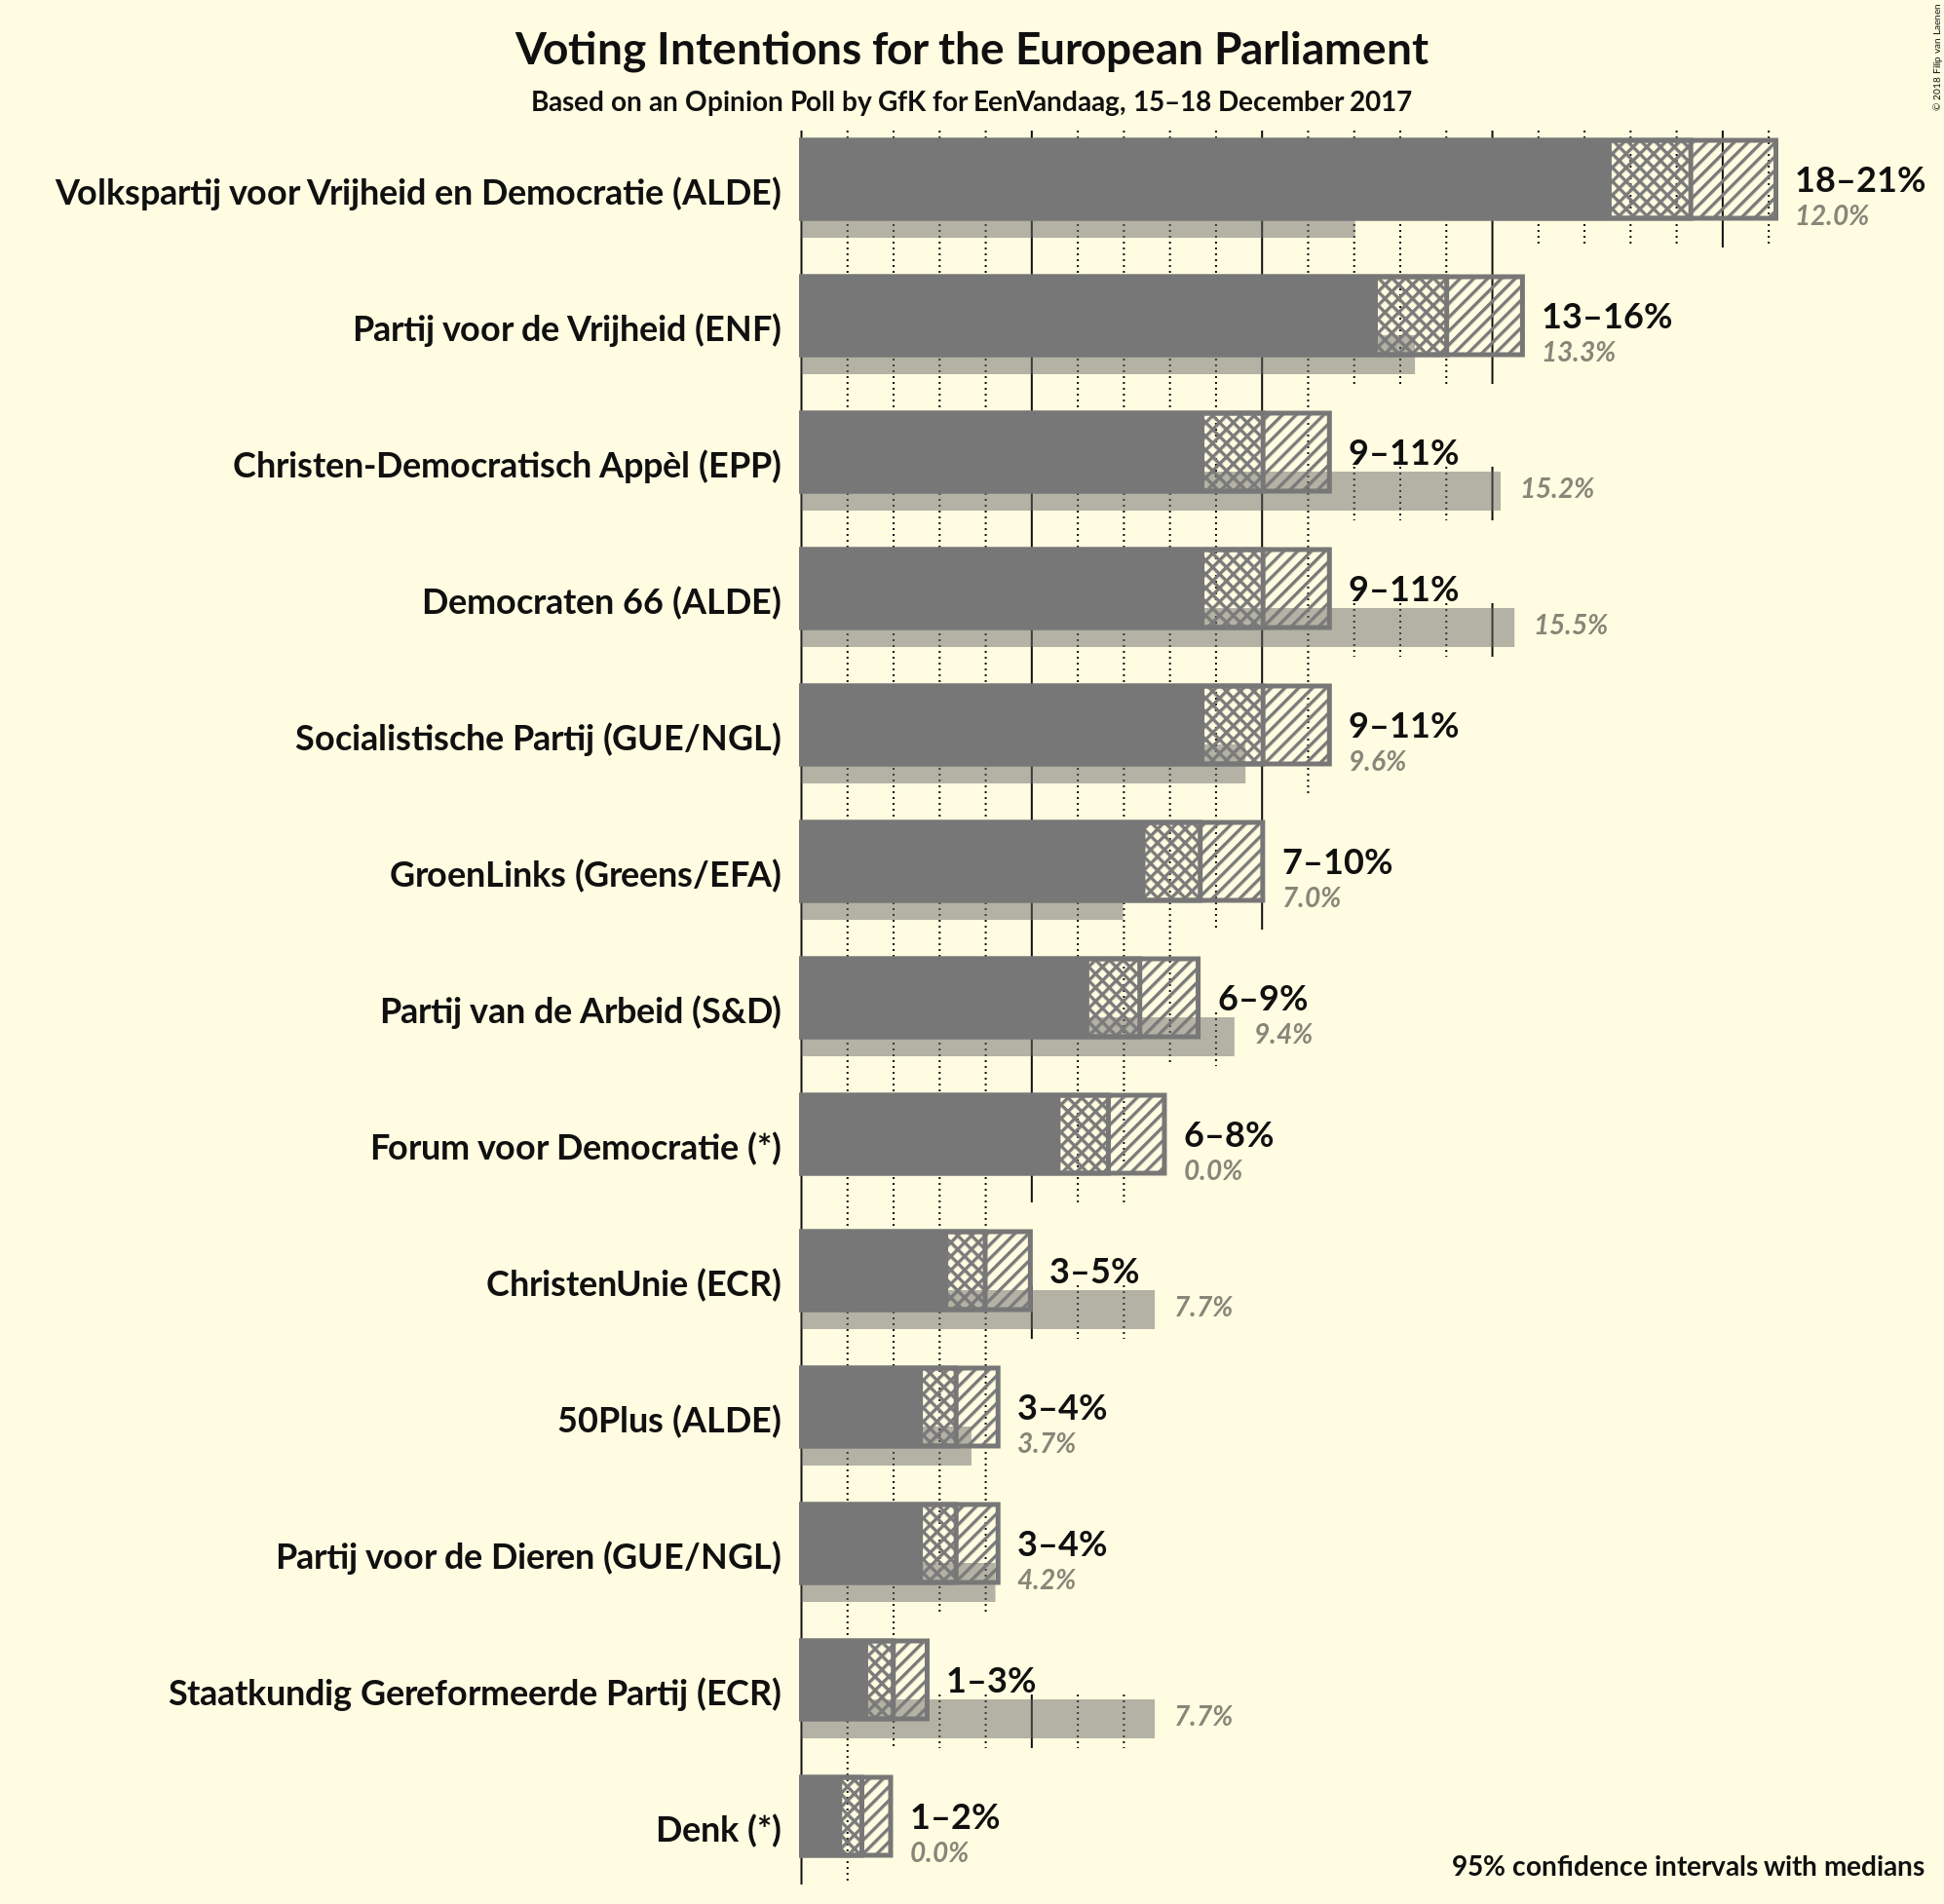 Voting Intentions for the European Parliament
Based on an Opinion Poll by GfK for EenVandaag, 15–18 December 2017
© 2018 Filip van Laenen
Volkspartij voor Vrijheid en Democratie (ALDE)
18–21%
12.0%
Partij voor de Vrijheid (ENF)
13–16%
13.3%
Christen-Democratisch Appèl (EPP)
9–11%
15.2%
Democraten 66 (ALDE)
9–11%
15.5%
Socialistische Partij (GUE/NGL)
9–11%
9.6%
GroenLinks (Greens/EFA)
7–10%
7.0%
Partij van de Arbeid (S&D)
6–9%
9.4%
Forum voor Democratie (*)
6–8%
0.0%
ChristenUnie (ECR)
3–5%
7.7%
50Plus (ALDE)
3–4%
3.7%
Partij voor de Dieren (GUE/NGL)
3–4%
4.2%
Staatkundig Gereformeerde Partij (ECR)
1–3%
7.7%
Denk (*)
1–2%
0.0%
95% confidence intervals with medians